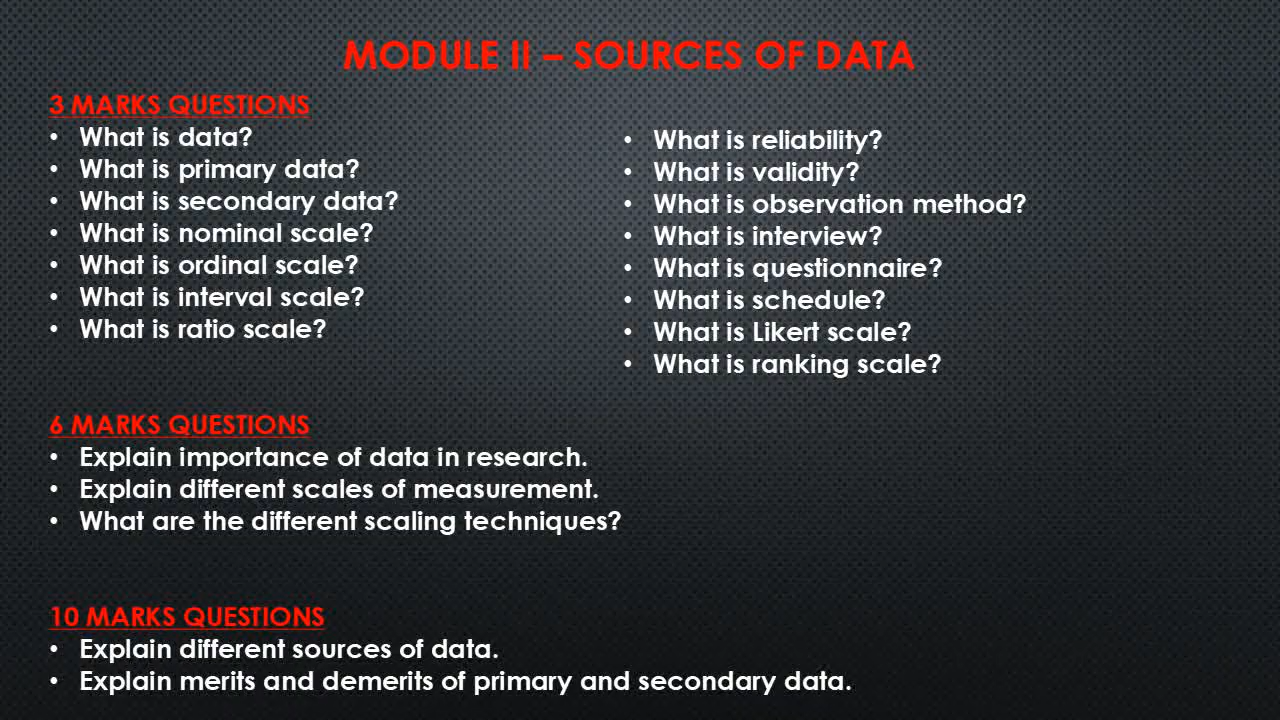 MODULE II – SOURCES OF DATA
3 MARKS QUESTIONS
• What is data?
• What is primary data?
• What is secondary data?
• What is nominal scale?
• What is ordinal scale?
• What is interval scale?
• What is ratio scale?
• What is reliability?
• What is validity?
• What is observation method?
• What is interview?
• What is questionnaire?
• What is schedule?
• What is Likert scale?
• What is ranking scale?
6 MARKS QUESTIONS
• Explain importance of data in research.
• Explain different scales of measurement.
• What are the different scaling techniques?
10 MARKS QUESTIONS
• Explain different sources of data.
• Explain merits and demerits of primary and secondary data.